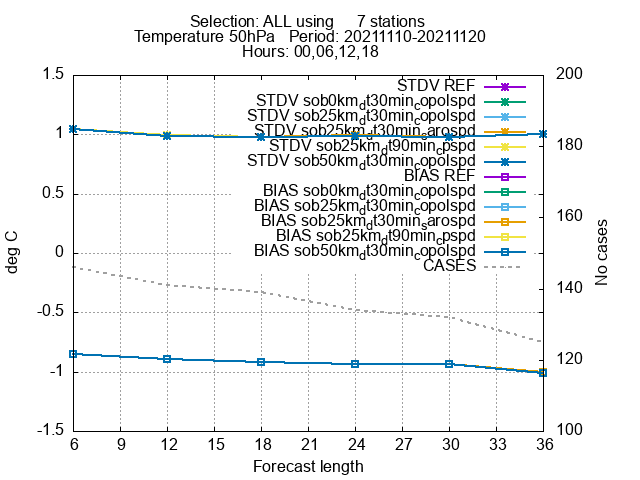 Selection: ALL using 7 stations
Temperature 50hPa Period: 20211110-20211120
Hours: 00,06,12,18
1.5
1
0.5
0
-0.5
-1
-1.5
deg C
STDV REF
STDV sob0km_dt30min_copolspd
STDV sob25km_dt30min_copolspd
STDV sob25km_dt30min_sarospd
STDV sob25km_dt90min_cpspd
STDV sob50km_dt30min_copolspd
BIAS REF
BIAS sob0km_dt30min_copolspd
BIAS sob25km_dt30min_copolspd
BIAS sob25km_dt30min_sarospd
BIAS sob25km_dt90min_cpspd
BIAS sob50km_dt30min_copolspd
CASES
200
180
160
140
120
100
No cases
6 9 12 15 18 21 24 27 30 33 36
Forecast length